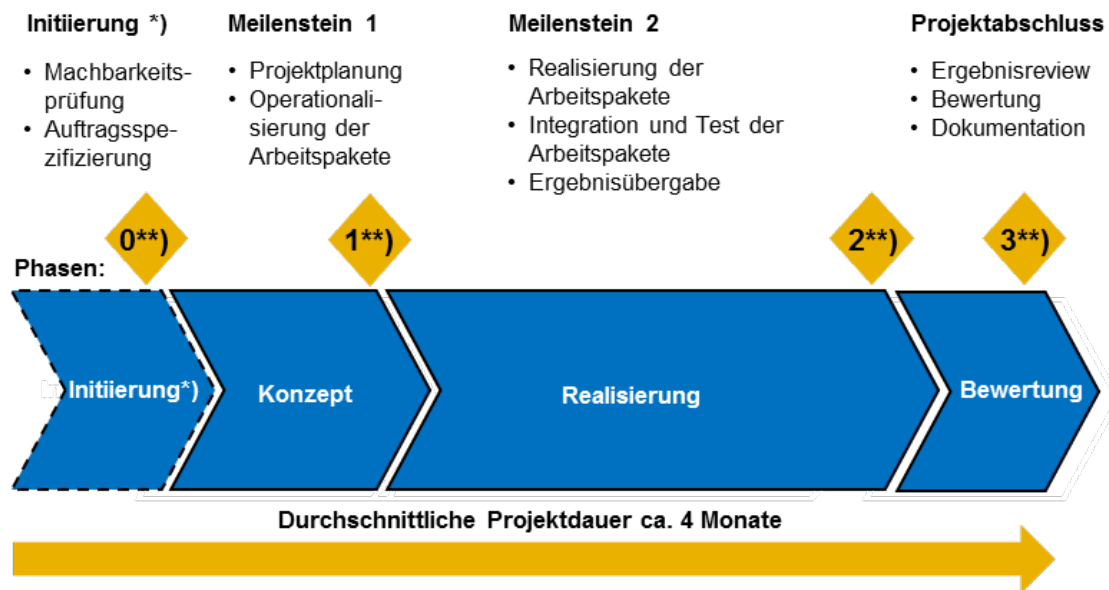 Initiierung *)
• Machbarkeits-
prüfung
• Auftragsspe-
zifizierung
Meilenstein 1
• Projektplanung
• Operationali-
sierung der
Arbeitspakete
Meilenstein 2
• Realisierung der
Arbeitspakete
• Integration und Test der
Arbeitspakete
• Ergebnisübergabe
Projektabschluss
• Ergebnisreview
• Bewertung
• Dokumentation
0**)
1**)
2**)
3**)
Phasen:
Initiierung*)
Konzept
Realisierung
Bewertung
Durchschnittliche Projektdauer ca. 4 Monate